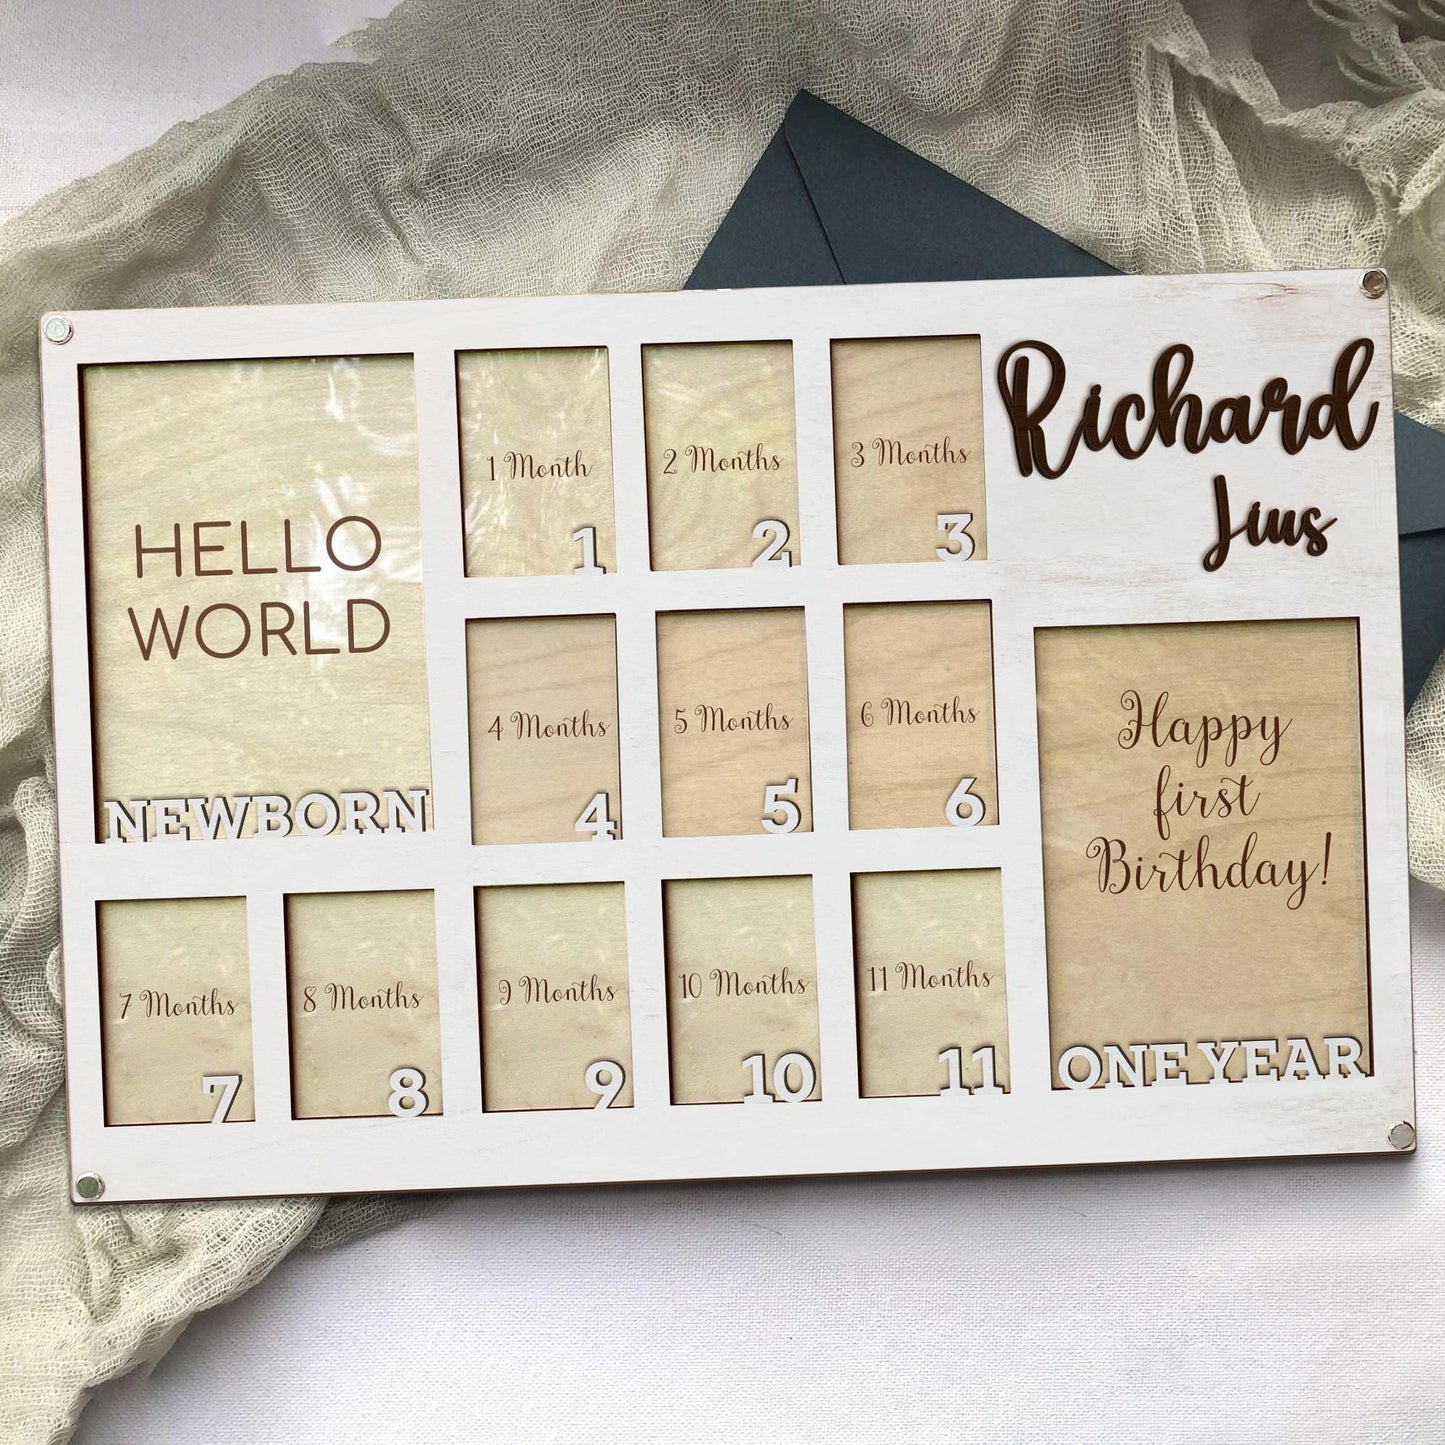 HELLO
WORLD
NEWBORN
1 Month
1
2 Months
2
3 Months
3
Richard
Jius
4 Months
4
5 Months
5
6 Months
6
Happy
first
Birthday!
ONE YEAR
7 Months
7
8 Months
8
9 Months
9
10 Months
10
11 Months
11